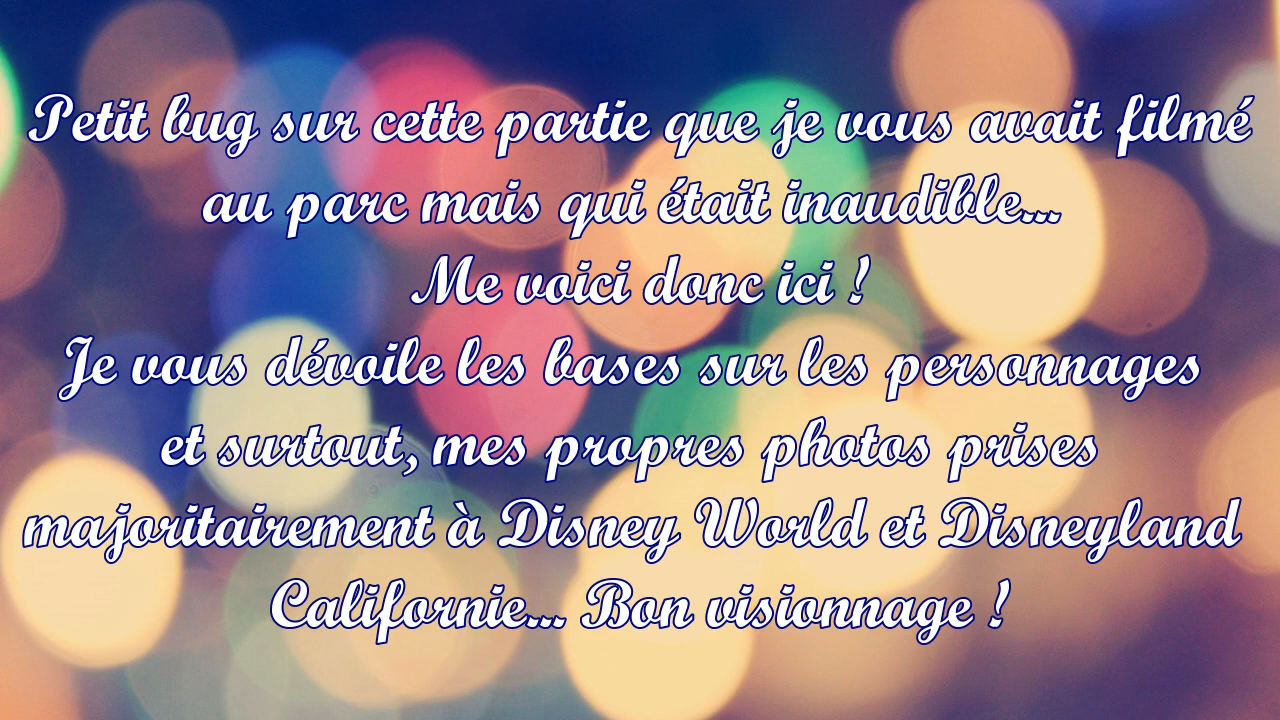 Petit bug sur cette partie que je vous avait filmé
au parc mais qui était inaudible...
Me voici donc ici !
Je vous dévoile les bases sur les personnages
et surtout, mes propres photos prises
majoritairement à Disney World et Disneyland
Californie... Bon visionnage !